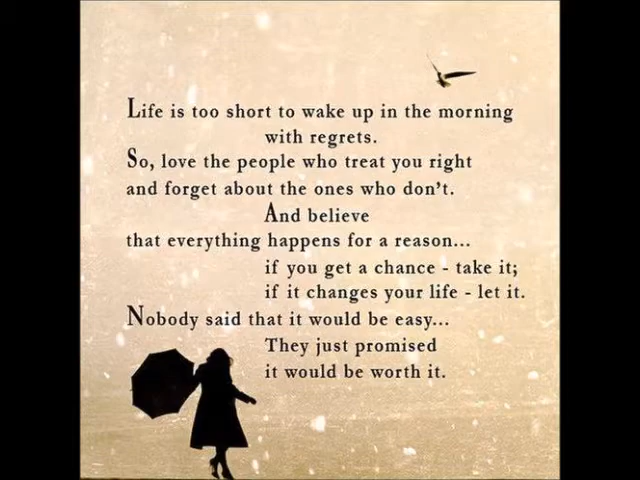 Life is too short to wake up in the morning
with regrets.
So, love the people who treat you right
and forget about the ones who don't.
And believe
that everything happens for a reason...
if you get a chance - take it;
if it changes your life - let it.
Nobody said that it would be easy...
They just promised
it would be worth it.